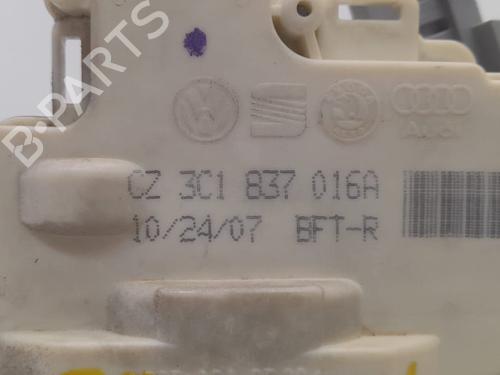 B-PARTS
Audi
CZ 3C1 837 016A
10/24/07 BFT-R